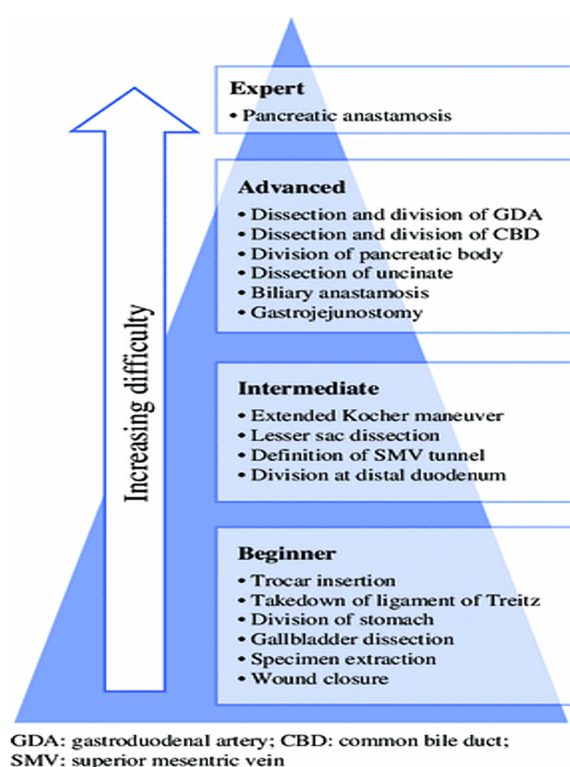 Expert
• Pancreatic anastamosis
Advanced
• Dissection and division of GDA
• Dissection and division of CBD
• Division of pancreatic body
• Dissection of uncinate
• Biliary anastamosis
• Gastrojejunostomy
Increasing difficulty
Intermediate
• Extended Kocher maneuver
• Lesser sac dissection
• Definition of SMV tunnel
• Division at distal duodenum
Beginner
• Trocar insertion
• Takedown of ligament of Treitz
• Division of stomach
• Gallbladder dissection
• Specimen extraction
• Wound closure
GDA: gastroduodenal artery; CBD: common bile duct;
SMV: superior mesentric vein